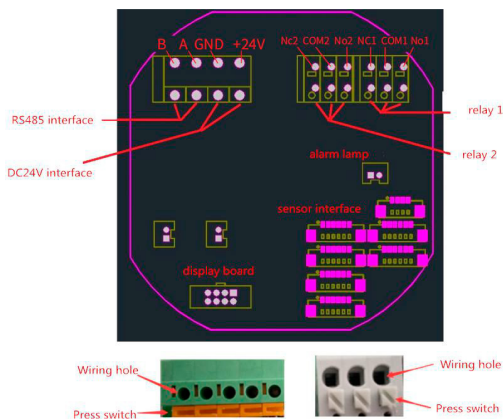 B A GND +24V
Nc2 COM2 No2 NC1 COM1 No1
RS485 interface
relay 1
DC24V interface
relay 2
alarm lamp
sensor interface
display board
Wiring hole
Press switch
Wiring hole
Press switch